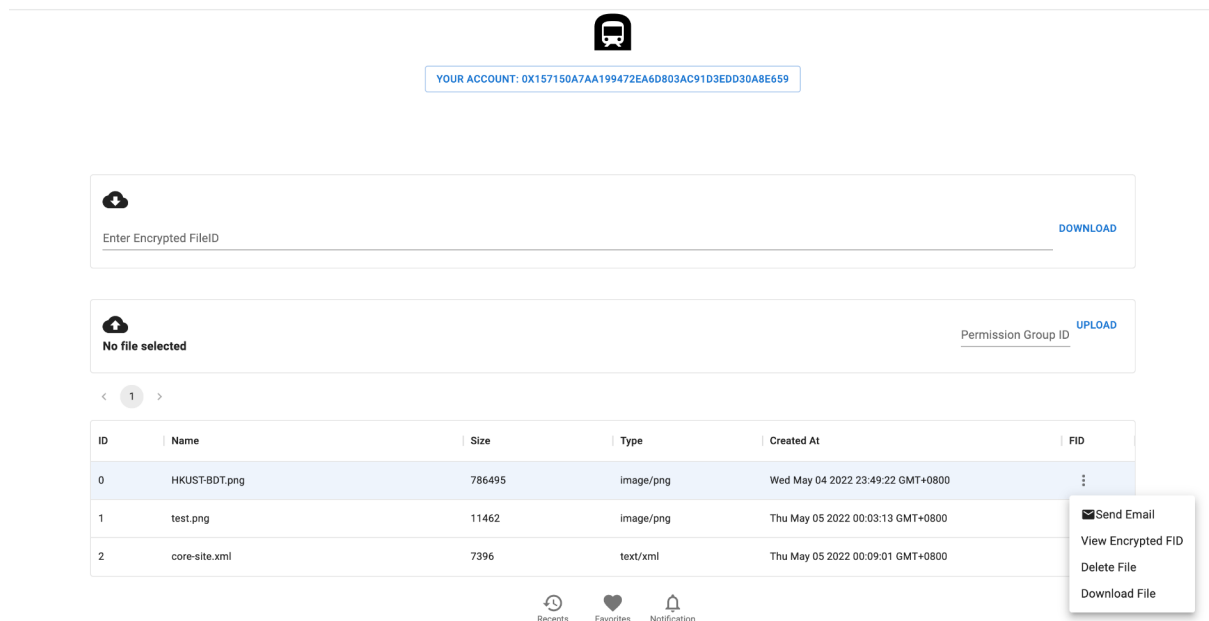 YOUR ACCOUNT: 0X157150A7AA199472EA6D803AC91D3EDD30A8E659
Enter Encrypted FileID
DOWNLOAD
No file selected
Permission Group ID
UPLOAD
1
ID Name Size Type Created At FID
0 HKUST-BDT.png 786495 image/png Wed May 04 2022 23:49:22 GMT+0800
1 test.png 11462 image/png Thu May 05 2022 00:03:13 GMT+0800
2 core-site.xml 7396 text/xml Thu May 05 2022 00:09:01 GMT+0800
Send Email
View Encrypted FID
Delete File
Download File
Recents Favorites Notification